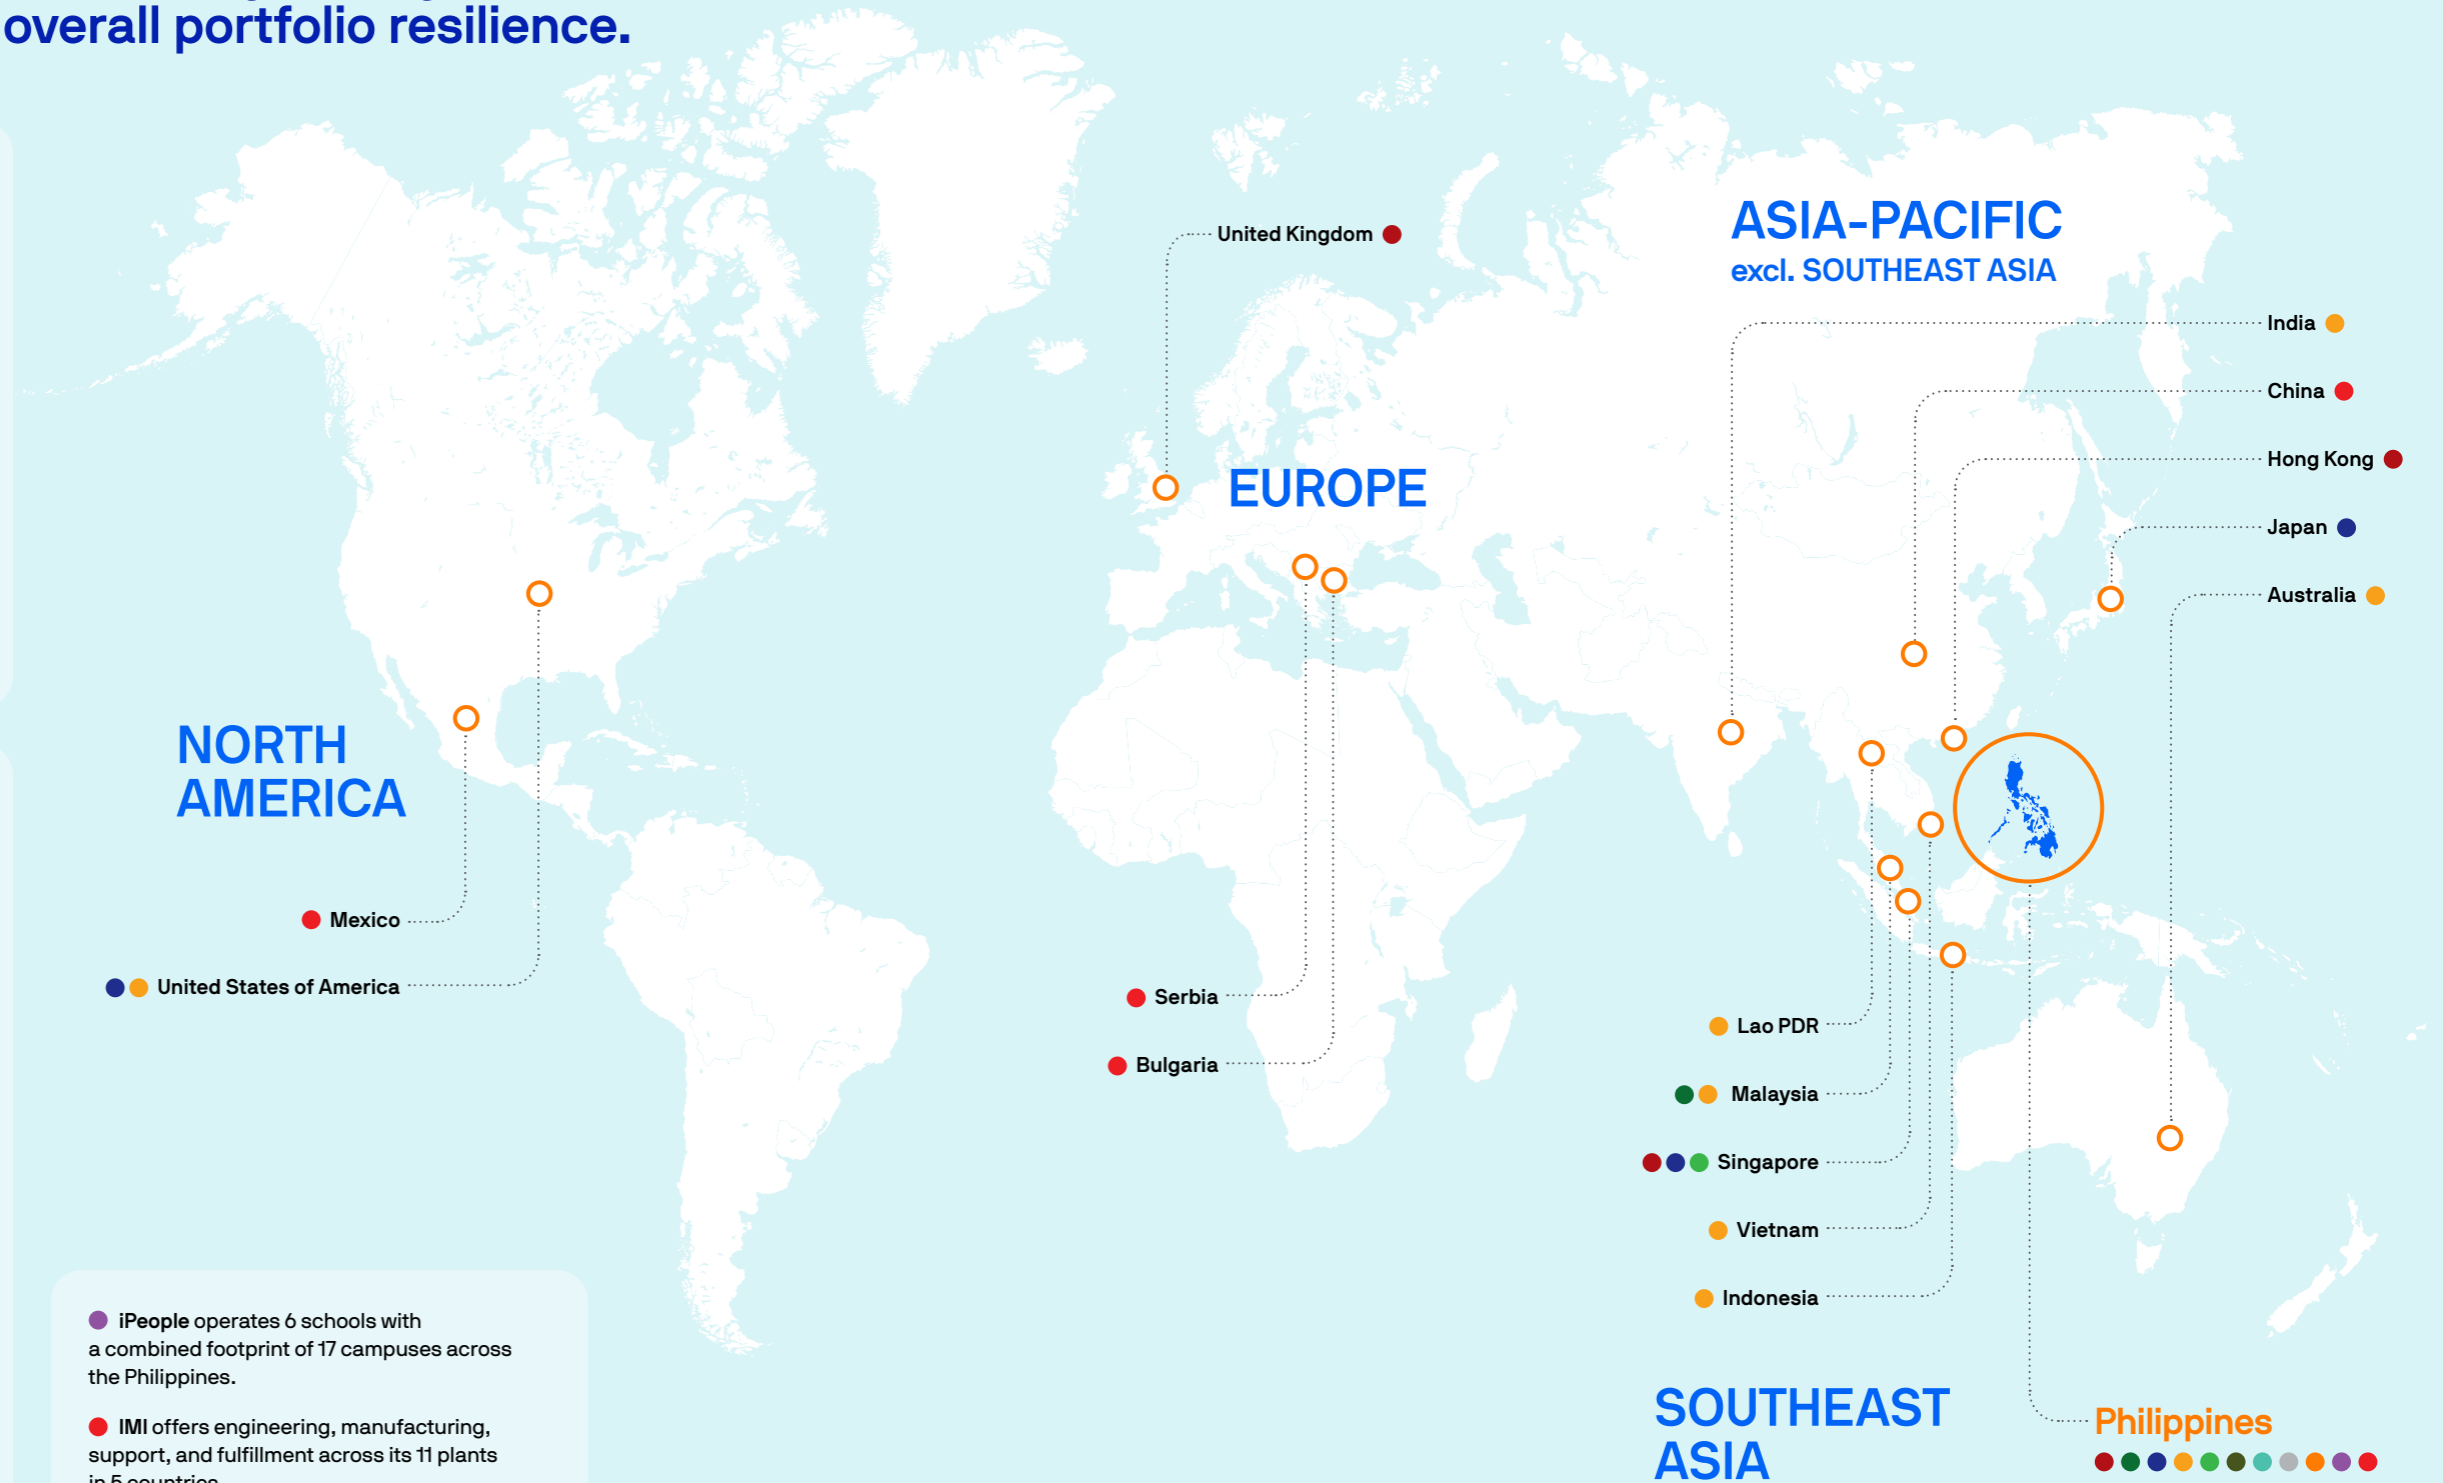 overall portfolio resilience.
United Kingdom
ASIA-PACIFIC
excl. SOUTHEAST ASIA
India
China
Hong Kong
Japan
Australia
EUROPE
NORTH
AMERICA
Mexico
United States of America
Serbia
Bulgaria
Lao PDR
Malaysia
Singapore
Vietnam
Indonesia
SOUTHEAST
ASIA
Philippines
iPeople operates 6 schools with
a combined footprint of 17 campuses across
the Philippines.
IMI offers engineering, manufacturing,
support, and fulfillment across its 11 plants
in 5 countries